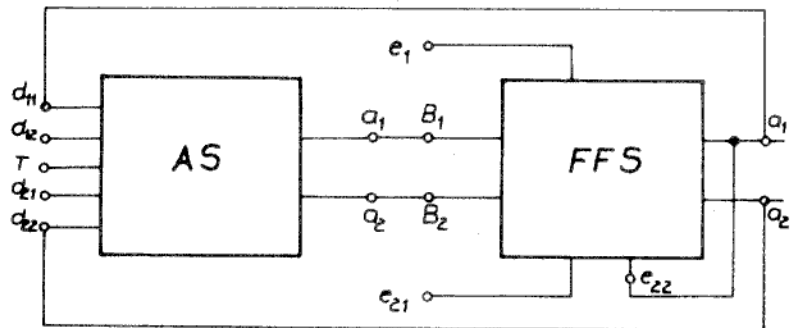 e₁
d₁₁
d₁₂
T
d₂₁
d₂₂
AS
a₁
B₁
a₂
B₂
FFS
a₁
a₂
e₂₁
e₂₂